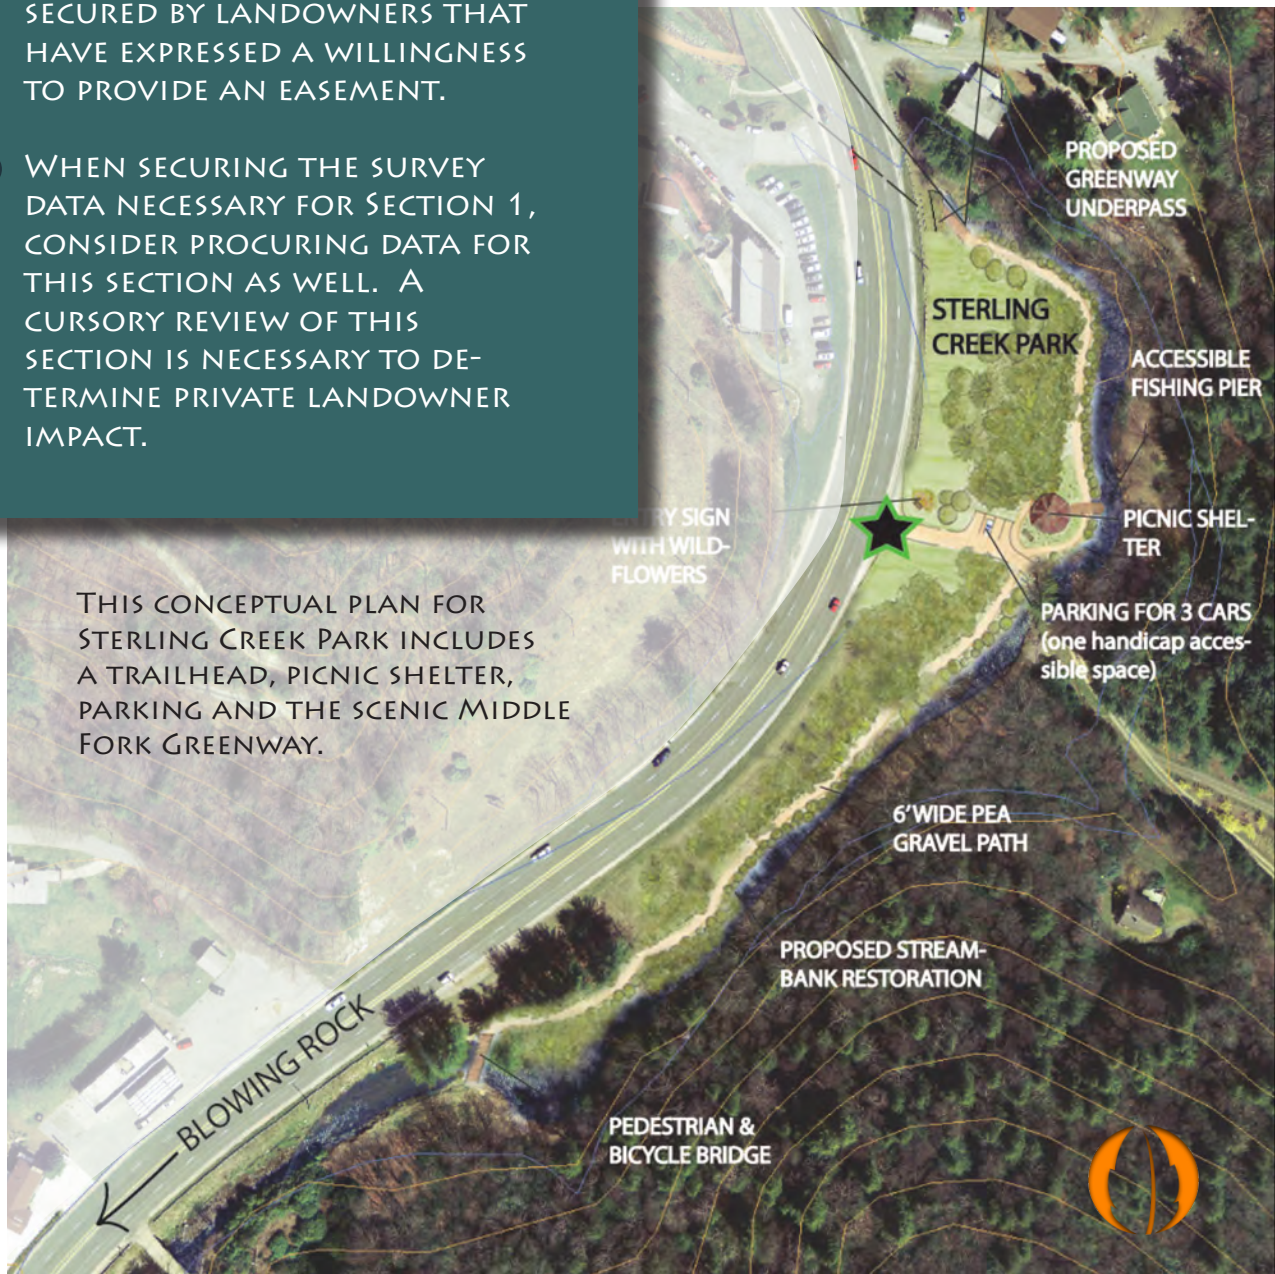 SECURED BY LANDOWNERS THAT
HAVE EXPRESSED A WILLINGNESS
TO PROVIDE AN EASEMENT.
WHEN SECURING THE SURVEY
DATA NECESSARY FOR SECTION 1,
CONSIDER PROCURING DATA FOR
THIS SECTION AS WELL. A
CURSORY REVIEW OF THIS
SECTION IS NECESSARY TO DE-
TERMINE PRIVATE LANDOWNER
IMPACT.
PROPOSED
GREENWAY
UNDERPASS
STERLING
CREEK PARK
ACCESSIBLE
FISHING PIER
ENTRY SIGN
WITH WILD-
FLOWERS
PICNIC SHEL-
TER
THIS CONCEPTUAL PLAN FOR
STERLING CREEK PARK INCLUDES
A TRAILHEAD, PICNIC SHELTER,
PARKING AND THE SCENIC MIDDLE
FORK GREENWAY.
PARKING FOR 3 CARS
(one handicap acces-
sible space)
6'WIDE PEA
GRAVEL PATH
PROPOSED STREAM-
BANK RESTORATION
BLOWING ROCK
PEDESTRIAN &
BICYCLE BRIDGE